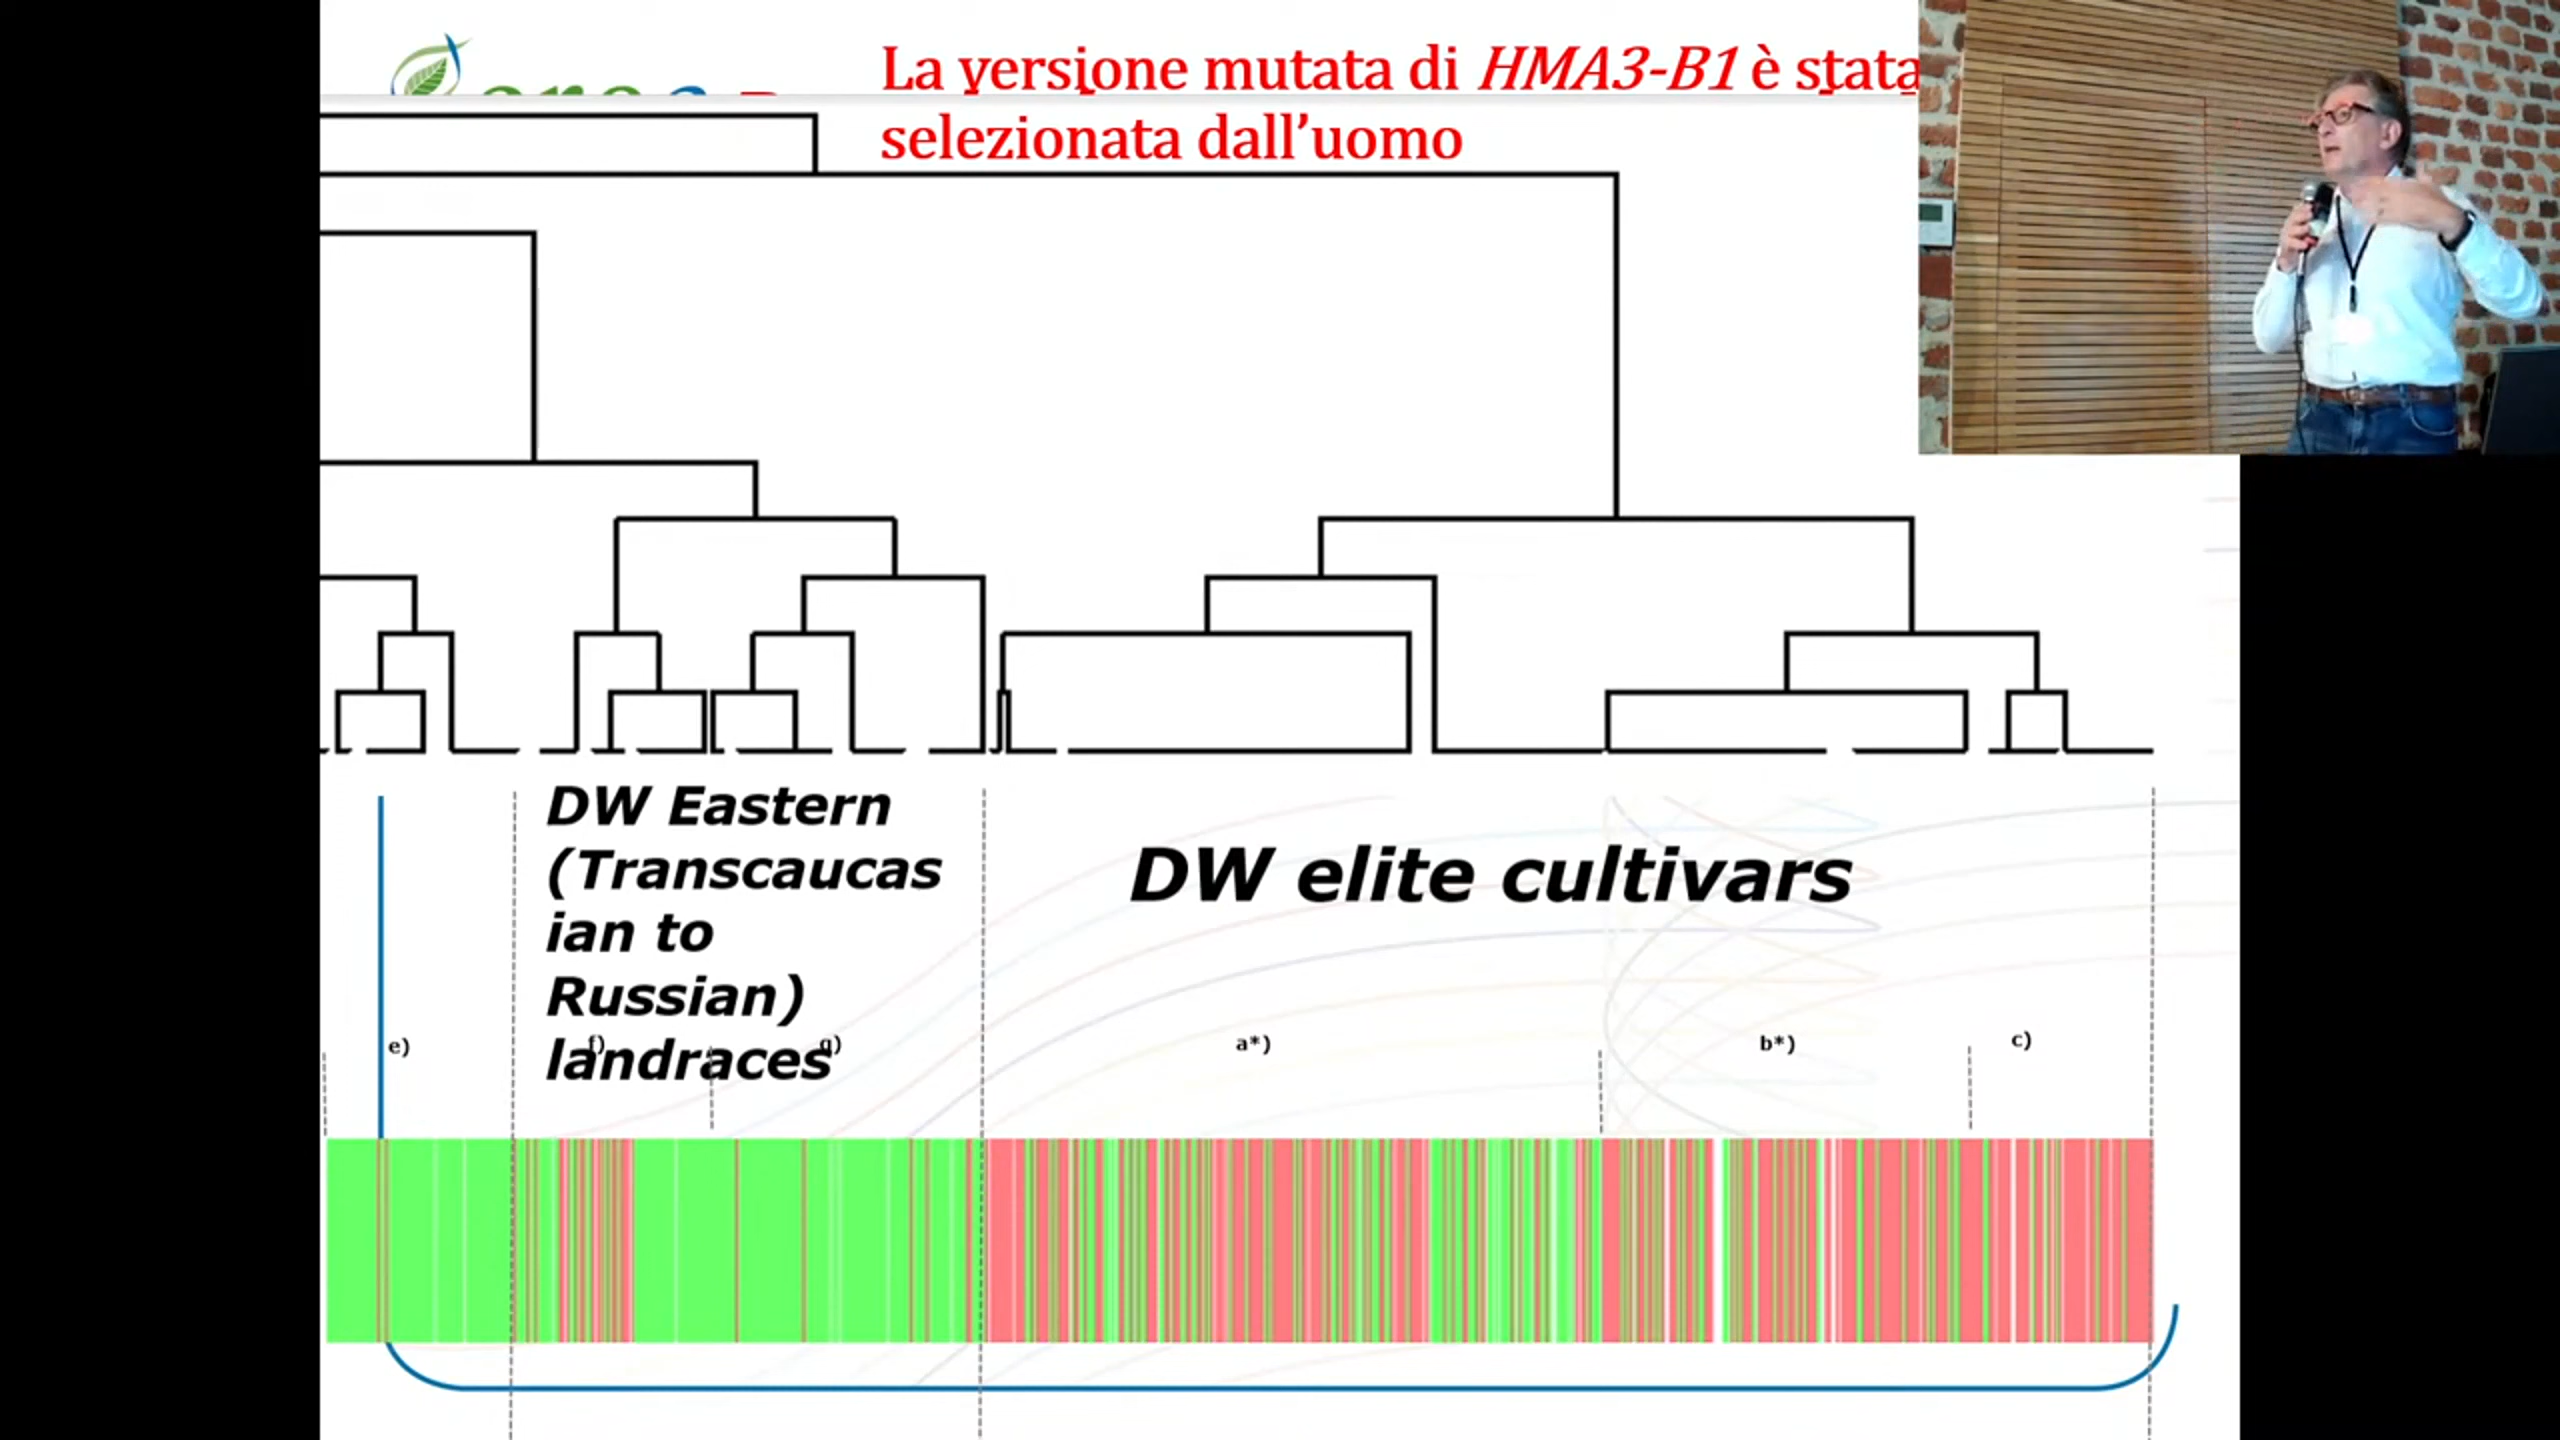 La versione mutata di HMA3-B1 è stata
selezionata dall'uomo
DW Eastern
(Transcaucas
ian to
Russian)
landraces
DW elite cultivars
e)
f)
g)
a*)
b*)
c)